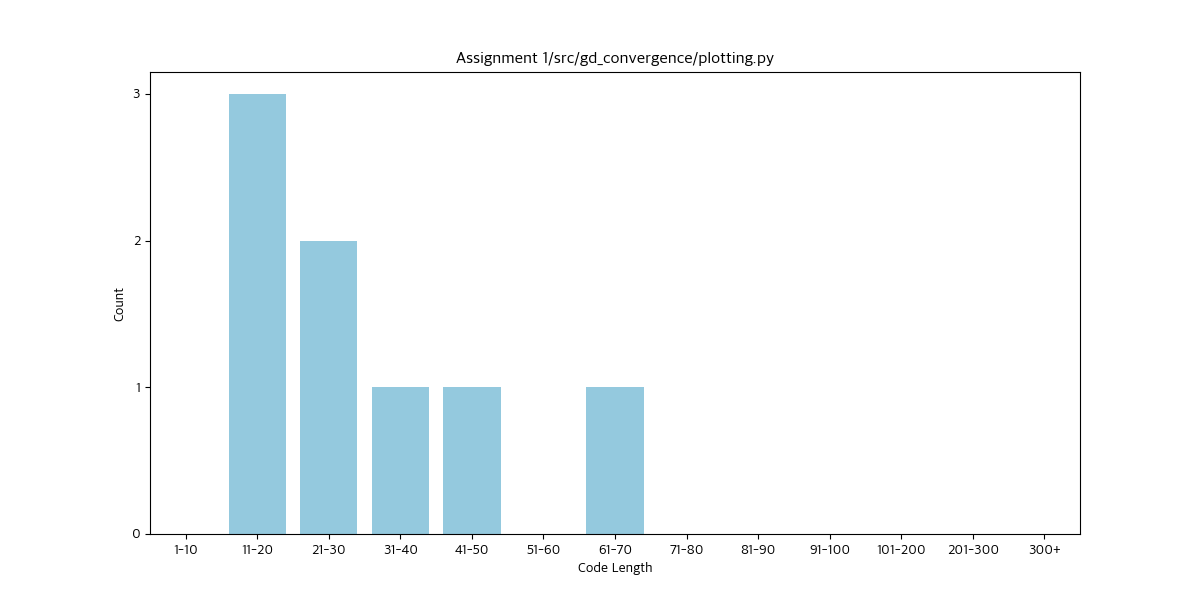 Assignment 1/src/gd_convergence/plotting.py
3
2
1
0
Count
1-10 11-20 21-30 31-40 41-50 51-60 61-70 71-80 81-90 91-100 101-200 201-300 300+
Code Length